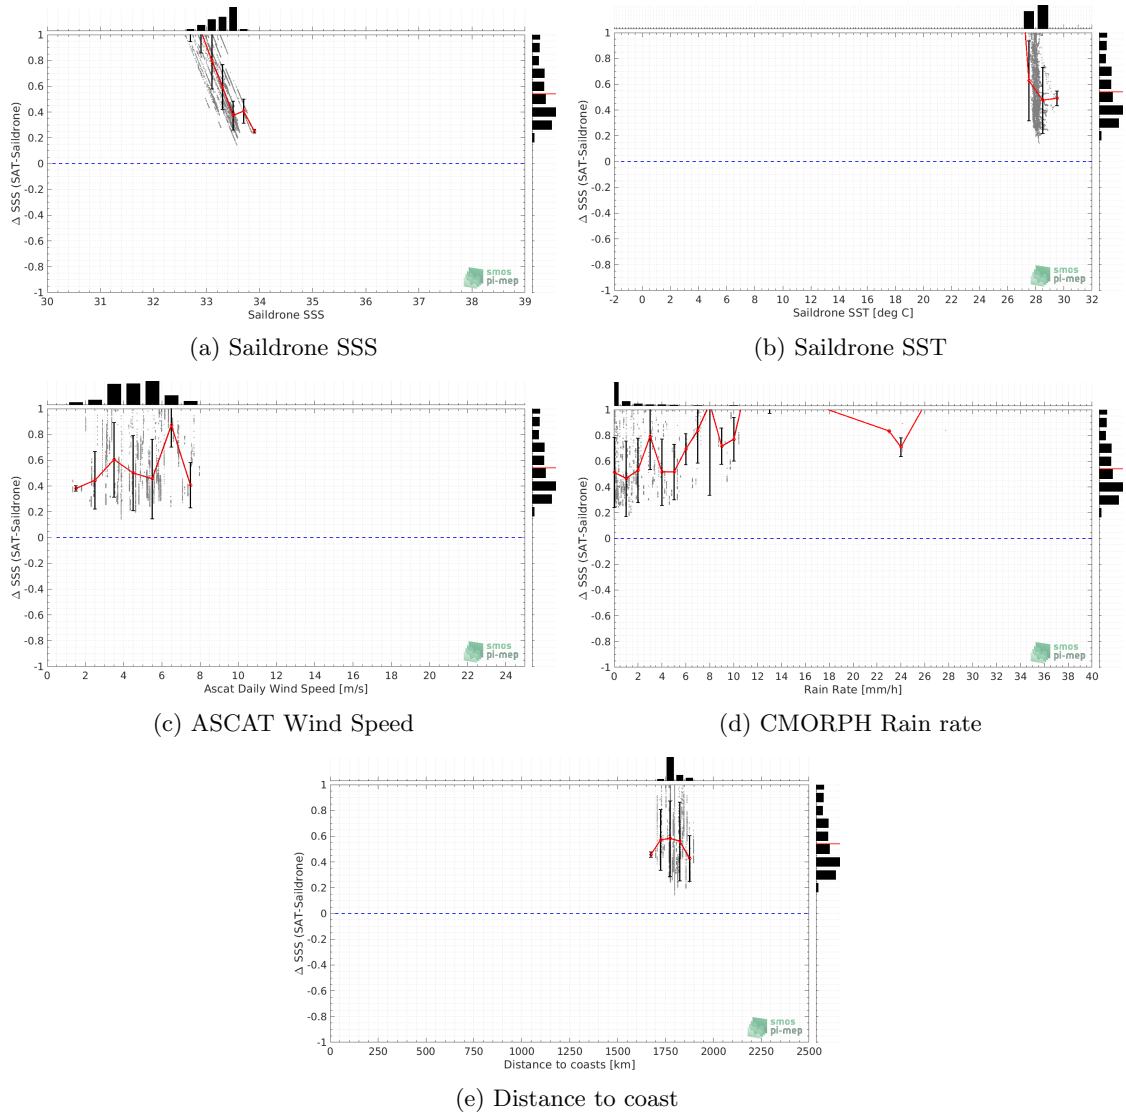 1
0.8
0.6
0.4
0.2
0
-0.2
-0.4
-0.6
-0.8
-1
Δ SSS (SAT-Saildrone)
30 31 32 33 34 35 36 37 38 39
Saildrone SSS
smos
pi-mep
(a) Saildrone SSS
1
0.8
0.6
0.4
0.2
0
-0.2
-0.4
-0.6
-0.8
-1
Δ SSS (SAT-Saildrone)
-2 0 2 4 6 8 10 12 14 16 18 20 22 24 26 28 30 32
Saildrone SST [deg C]
smos
pi-mep
(b) Saildrone SST
1
0.8
0.6
0.4
0.2
0
-0.2
-0.4
-0.6
-0.8
-1
Δ SSS (SAT-Saildrone)
0 2 4 6 8 10 12 14 16 18 20 22 24
Ascat Daily Wind Speed [m/s]
smos
pi-mep
(c) ASCAT Wind Speed
1
0.8
0.6
0.4
0.2
0
-0.2
-0.4
-0.6
-0.8
-1
Δ SSS (SAT-Saildrone)
0 2 4 6 8 10 12 14 16 18 20 22 24 26 28 30 32 34 36 38 40
Rain Rate [mm/h]
smos
pi-mep
(d) CMORPH Rain rate
1
0.8
0.6
0.4
0.2
0
-0.2
-0.4
-0.6
-0.8
-1
Δ SSS (SAT-Saildrone)
0 250 500 750 1000 1250 1500 1750 2000 2250 2500
Distance to coasts [km]
smos
pi-mep
(e) Distance to coast